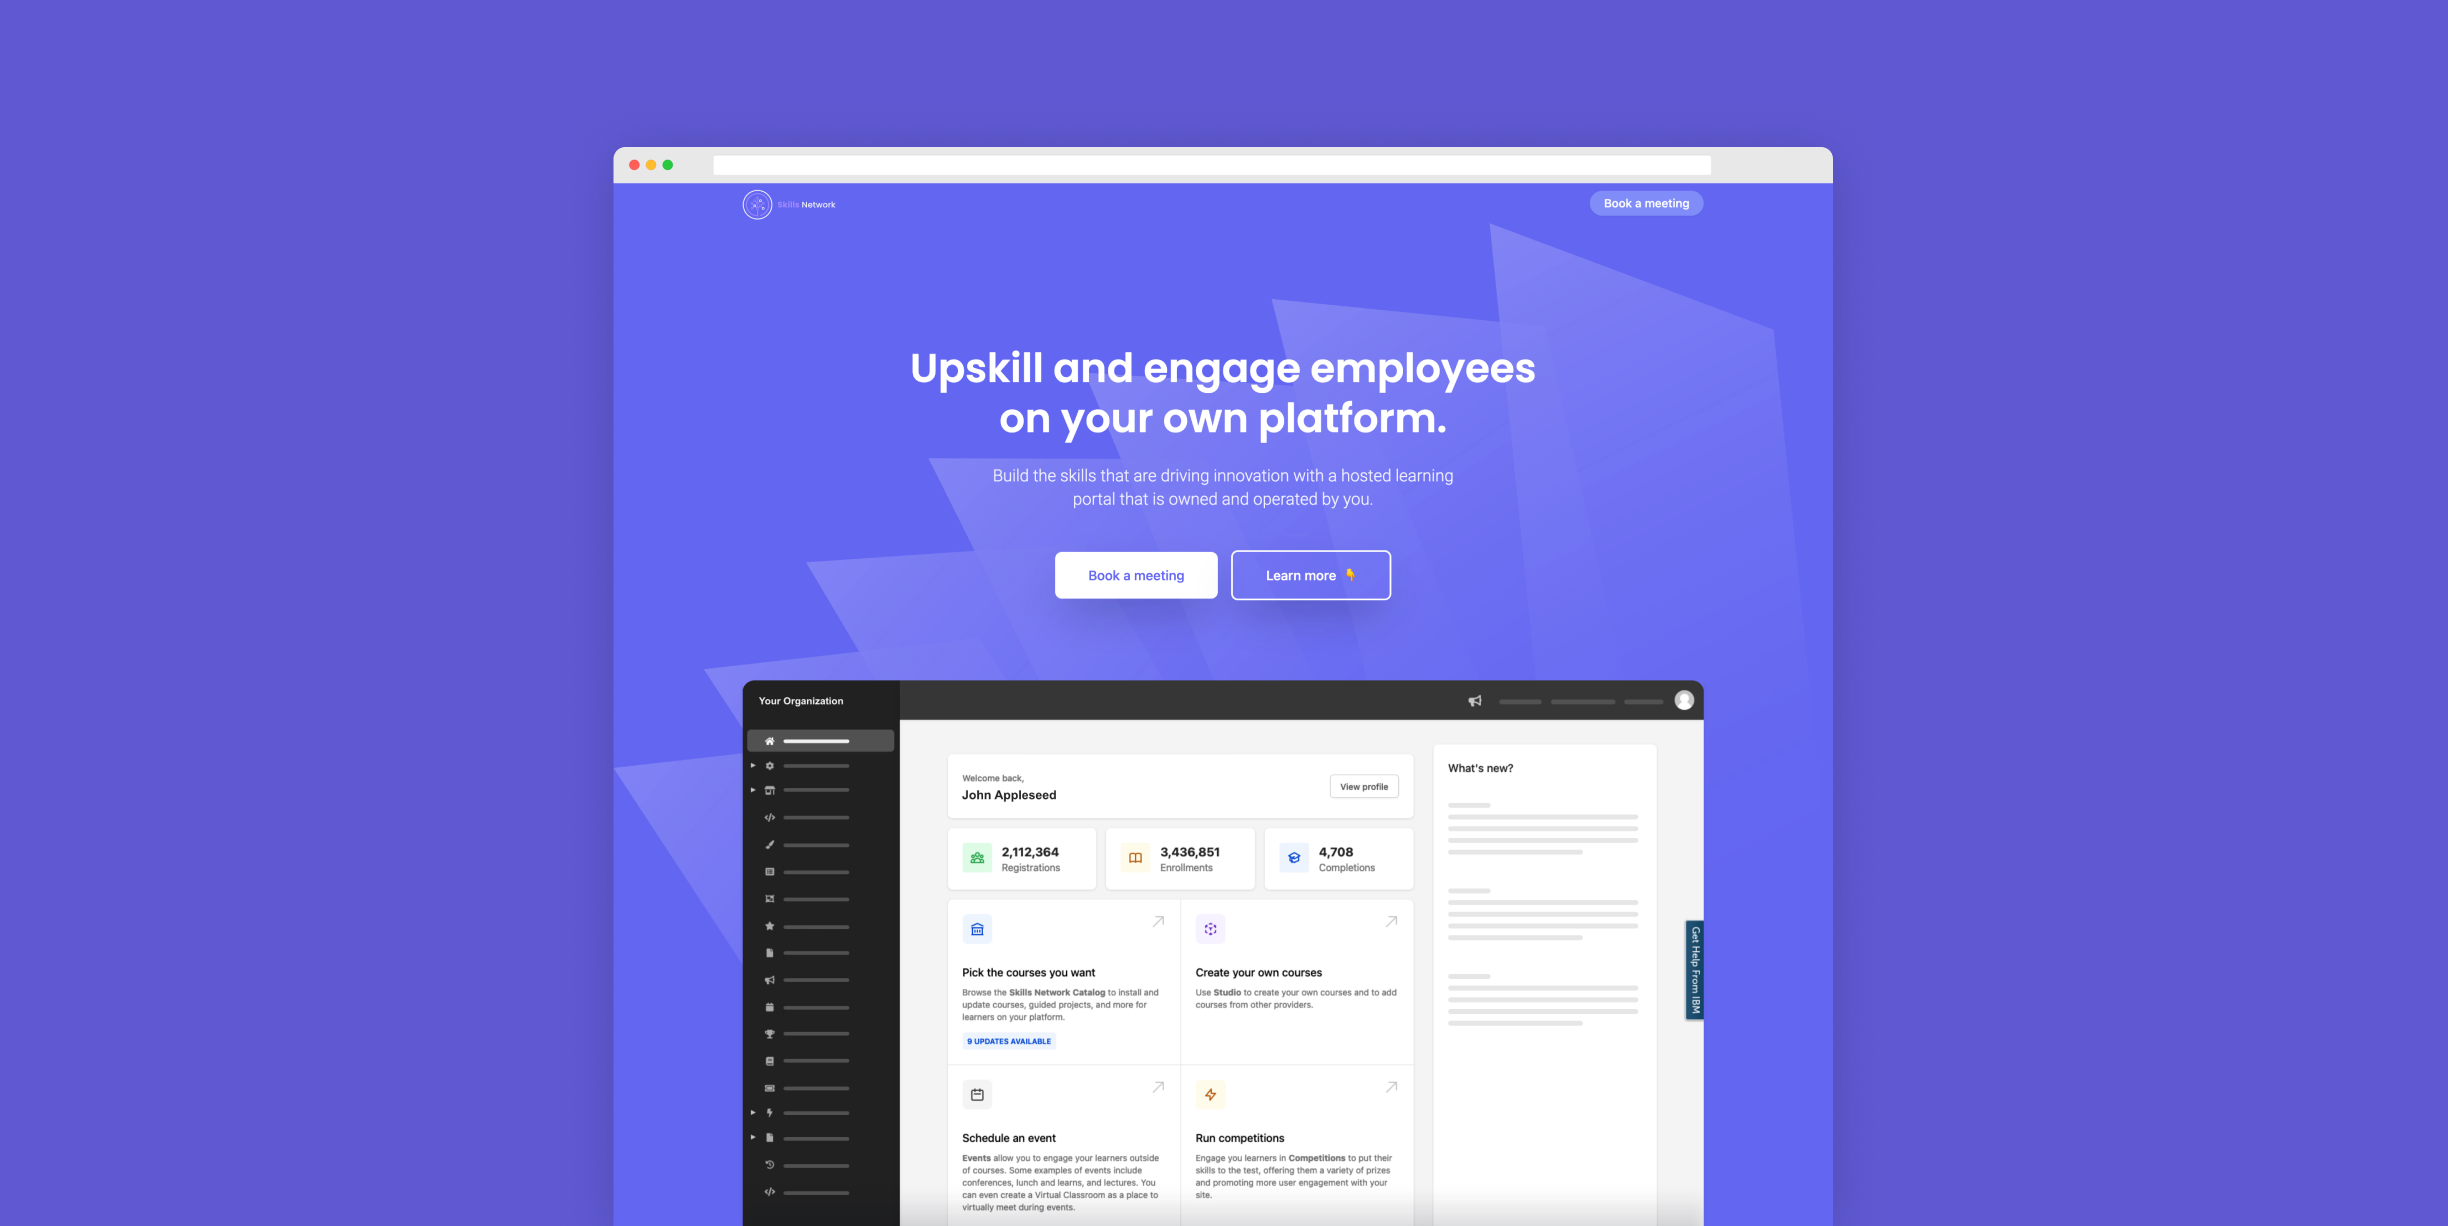 Skills Network
Book a meeting
Upskill and engage employees
on your own platform.
Build the skills that are driving innovation with a hosted learning
portal that is owned and operated by you.
Book a meeting
Learn more
Your Organization
Welcome back,
John Appleseed
View profile
2,112,364
Registrations
3,436,851
Enrollments
4,708
Completions
Pick the courses you want
Browse the Skills Network Catalog to install and
update courses, guided projects, and more for
learners on your platform.
9 UPDATES AVAILABLE
Create your own courses
Use Studio to create your own courses and to add
courses from other providers.
Schedule an event
Events allow you to engage your learners outside
of courses. Some examples of events include
conferences, lunch and learns, and lectures. You
can even create a Virtual Classroom as a place to
virtually meet during events.
Run competitions
Engage you learners in Competitions to put their
skills to the test, offering them a variety of prizes
and promoting more user engagement with your
site.
What's new?
Get Help From IBM